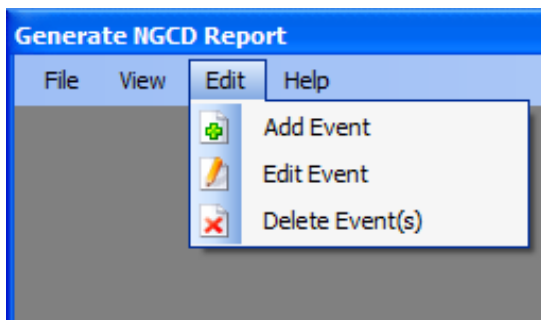 Generate NGCD Report
File View Edit Help
Add Event
Edit Event
Delete Event(s)